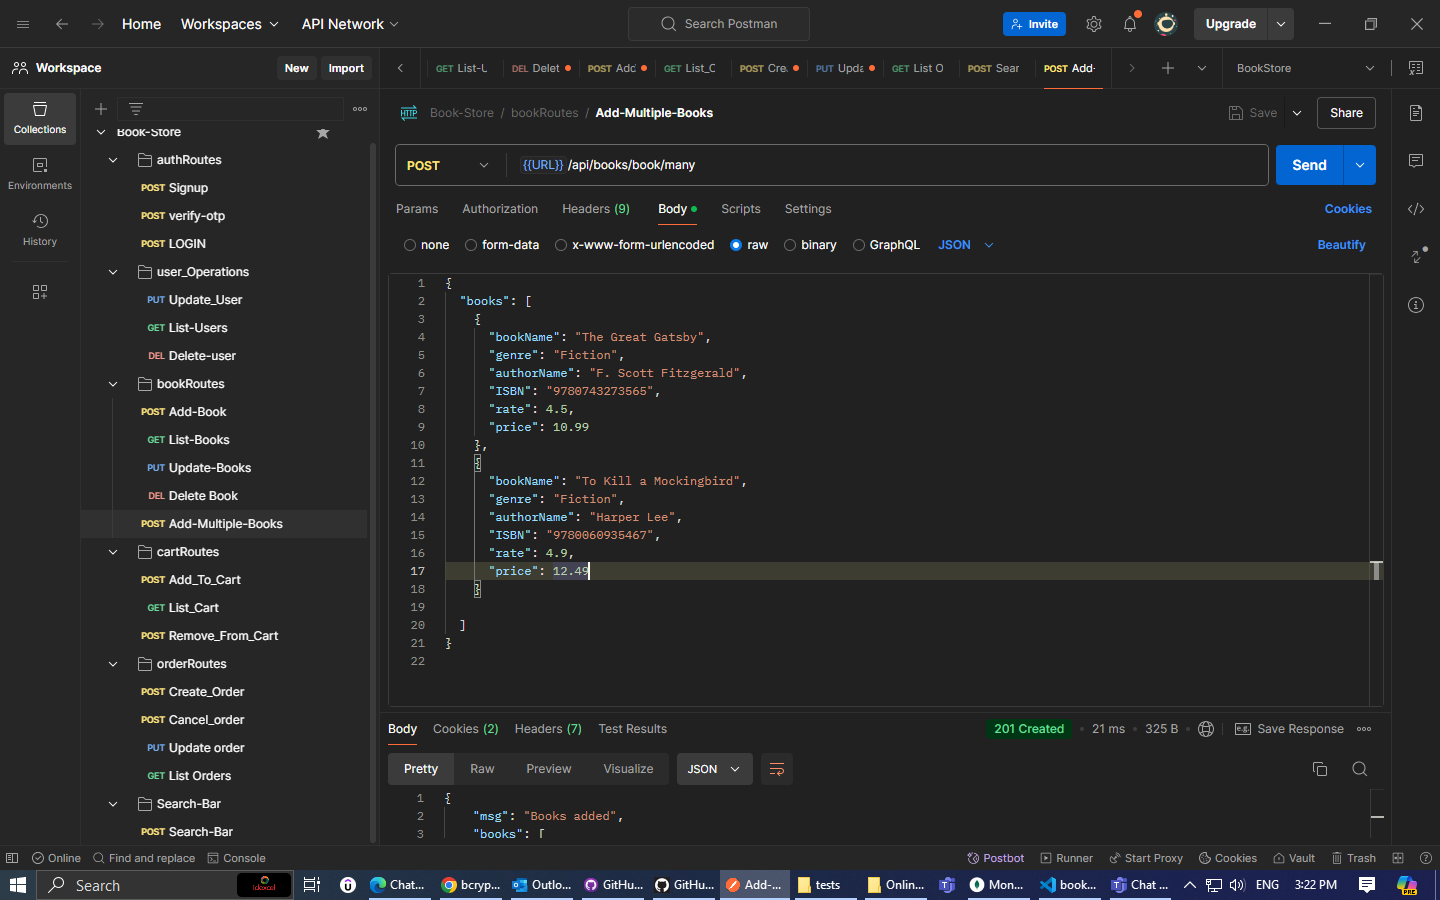 Home Workspaces API Network Search Postman Invite Upgrade
Workspace New Import
GET List-U DEL Delet POST Add GET List_C POST Cre PUT Upda GET List O POST Sear POST Add- BookStore
Collections
Environments
History
Book-Store
authRoutes
POST Signup
POST verify-otp
POST LOGIN
user_Operations
PUT Update_User
GET List-Users
DEL Delete-user
bookRoutes
POST Add-Book
GET List-Books
PUT Update-Books
DEL Delete Book
POST Add-Multiple-Books
cartRoutes
POST Add_To_Cart
GET List_Cart
POST Remove_From_Cart
orderRoutes
POST Create_Order
POST Cancel_order
PUT Update order
GET List Orders
Search-Bar
POST Search-Bar
HTTP Book-Store / bookRoutes / Add-Multiple-Books Save Share
POST {{URL}} /api/books/book/many Send
Params Authorization Headers (9) Body Scripts Settings Cookies
none form-data x-www-form-urlencoded raw binary GraphQL JSON Beautify
1 {
2 "books": [
3 {
4 "bookName": "The Great Gatsby",
5 "genre": "Fiction",
6 "authorName": "F. Scott Fitzgerald",
7 "ISBN": "9780743273565",
8 "rate": 4.5,
9 "price": 10.99
10 },
11 {
12 "bookName": "To Kill a Mockingbird",
13 "genre": "Fiction",
14 "authorName": "Harper Lee",
15 "ISBN": "9780060935467",
16 "rate": 4.9,
17 "price": 12.49
18 }
19
20 ]
21 }
22
Body Cookies (2) Headers (7) Test Results 201 Created 21 ms 325 B e.g. Save Response
Pretty Raw Preview Visualize JSON
1 {
2 "msg": "Books added",
3 "books": [
Online Find and replace Console Postbot Runner Start Proxy Cookies Vault Trash
Search Chat... bcryp... Outlo... GitHu... GitHu... Add-... tests Onlin... Mon... book... Chat ... ENG 3:22 PM PRE